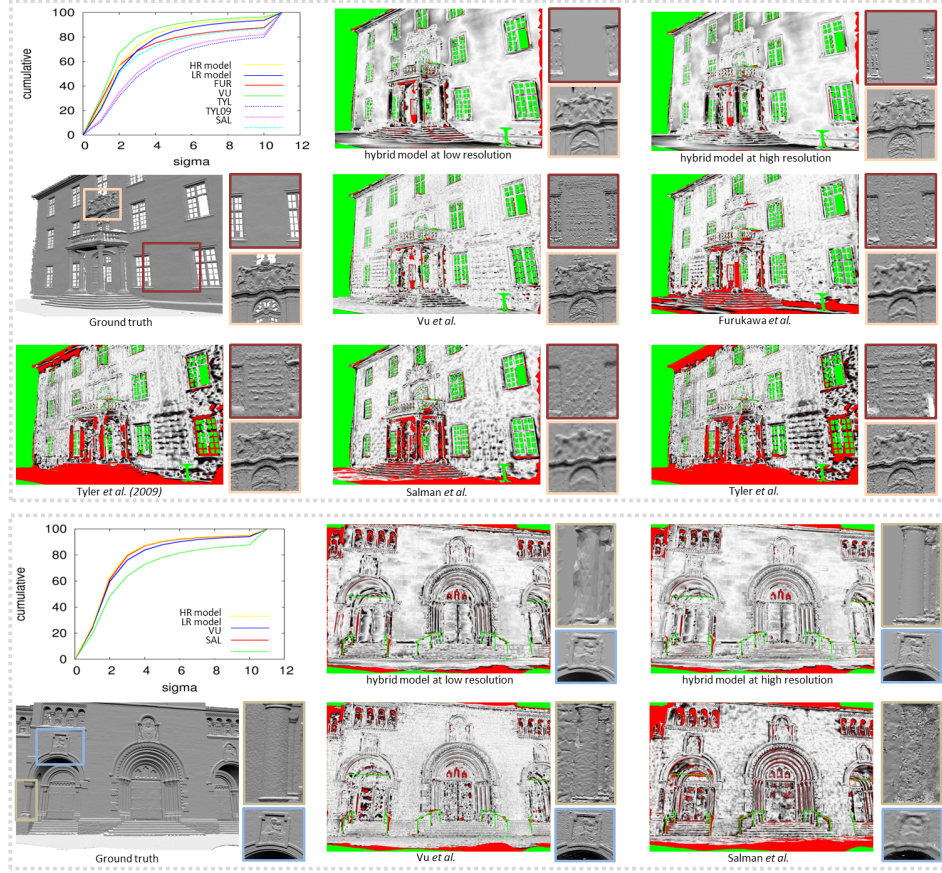 100
80
60
40
20
0
cumulative
0 2 4 6 8 10 12
sigma
HR model
LR model
FUR
VU
TYL
TYL09
SAL
hybrid model at low resolution
hybrid model at high resolution
Ground truth
Vu et al.
Furukawa et al.
Tyler et al. (2009)
Salman et al.
Tyler et al.
100
80
60
40
20
0
cumulative
0 2 4 6 8 10 12
sigma
HR model
LR model
VU
SAL
hybrid model at low resolution
hybrid model at high resolution
Ground truth
Vu et al.
Salman et al.